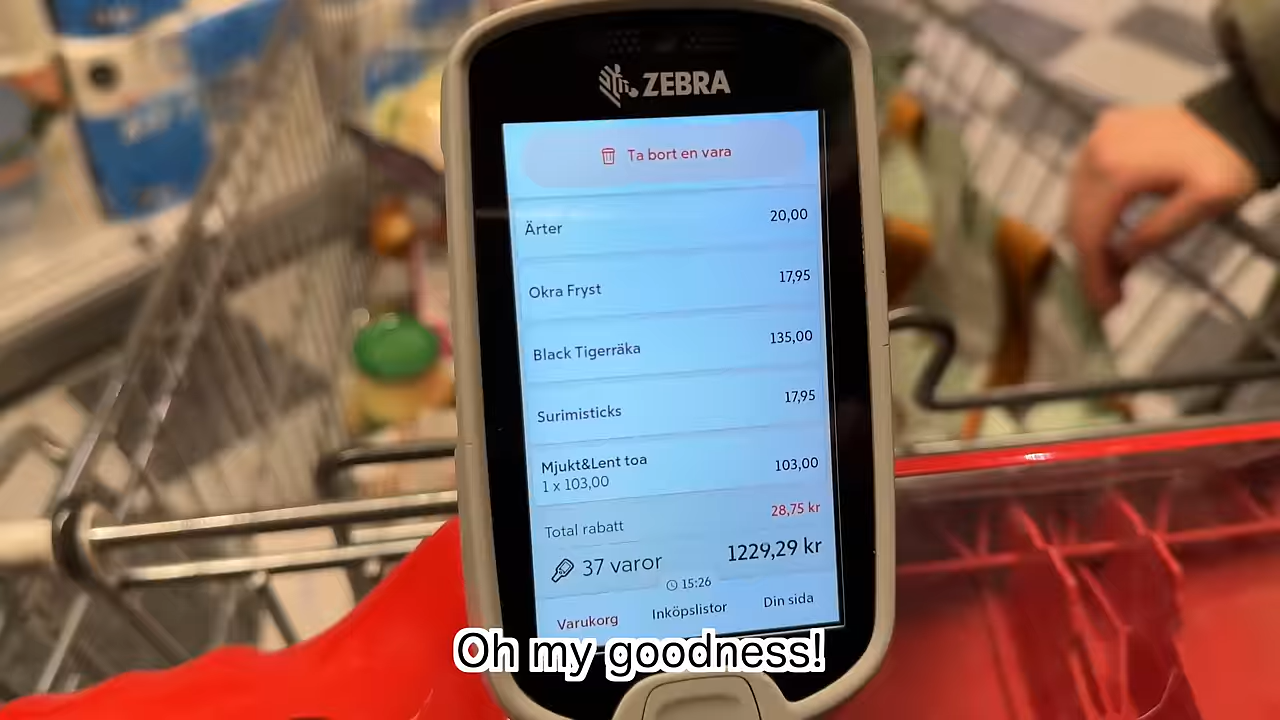 ZEBRA
Ta bort en vara
Ärter 20,00
Okra Fryst 17,95
Black Tigerräka 135,00
Surimisticks 17,95
Mjukt&Lent toa 103,00
1 x 103,00
Total rabatt 28,75 kr
37 varor 1229,29 kr
15:26
Varukorg Inköpslistor Din sida
Oh my goodness!